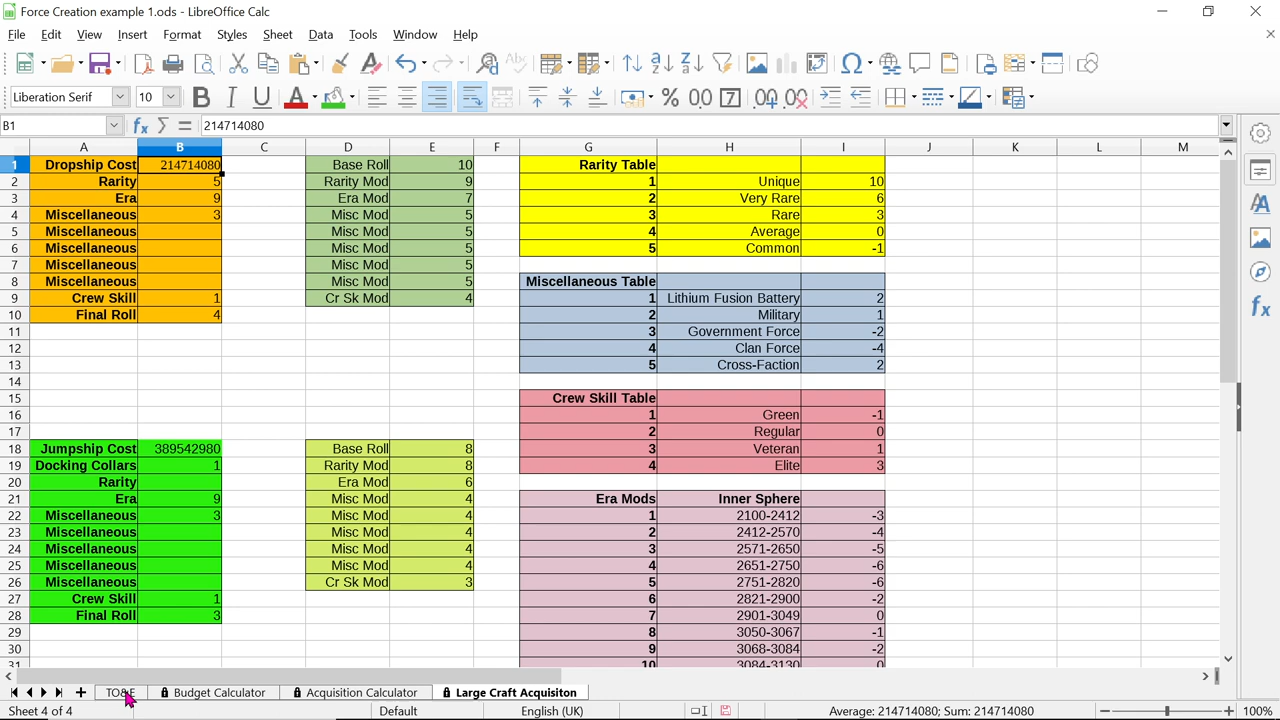 Force Creation example 1.ods - LibreOffice Calc
File Edit View Insert Format Styles Sheet Data Tools Window Help
Liberation Serif 10
B1 214714080
A B C D E F G H I J K L M
1 Dropship Cost 214714080 Base Roll 10 Rarity Table
2 Rarity 5 Rarity Mod 9 1 Unique 10
3 Era 9 Era Mod 7 2 Very Rare 6
4 Miscellaneous 3 Misc Mod 5 3 Rare 3
5 Miscellaneous Misc Mod 5 4 Average 0
6 Miscellaneous Misc Mod 5 5 Common -1
7 Miscellaneous Misc Mod 5
8 Miscellaneous Misc Mod 5 Miscellaneous Table
9 Crew Skill 1 Cr Sk Mod 4 1 Lithium Fusion Battery 2
10 Final Roll 4 2 Military 1
11 3 Government Force -2
12 4 Clan Force -4
13 5 Cross-Faction 2
14
15 Crew Skill Table
16 1 Green -1
17 2 Regular 0
18 Jumpship Cost 389542980 Base Roll 8 3 Veteran 1
19 Docking Collars 1 Rarity Mod 8 4 Elite 3
20 Rarity Era Mod 6
21 Era 9 Misc Mod 4 Era Mods Inner Sphere
22 Miscellaneous 3 Misc Mod 4 1 2100-2412 -3
23 Miscellaneous Misc Mod 4 2 2412-2570 -4
24 Miscellaneous Misc Mod 4 3 2571-2650 -5
25 Miscellaneous Misc Mod 4 4 2651-2750 -6
26 Miscellaneous Cr Sk Mod 3 5 2751-2820 -6
27 Crew Skill 1 6 2821-2900 -2
28 Final Roll 3 7 2901-3049 0
29 8 3050-3067 -1
30 9 3068-3084 -2
31 10 3084-3130 0
TO&E Budget Calculator Acquisition Calculator Large Craft Acquisiton
Sheet 4 of 4 Default English (UK) Average: 214714080; Sum: 214714080 100%